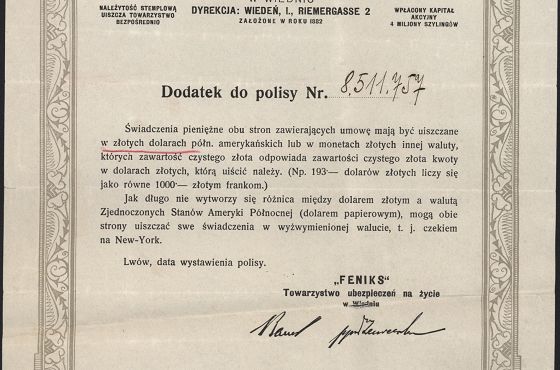 W WIEDNIU
NALEŻYTOŚĆ STEMPLOWĄ
UISZCZA TOWARZYSTWO
BEZPOŚREDNIO
DYREKCJA: WIEDEŃ, I., RIEMERGASSE 2
ZAŁOŻONE W ROKU 1882
WPŁACONY KAPITAŁ
AKCYJNY
4 MILIONY SZYLINGÓW
Dodatek do polisy Nr. 8,511.757
Świadczenia pieniężne obu stron zawierających umowę mają być uiszczane
w złotych dolarach półn. amerykańskich lub w monetach złotych innej waluty,
których zawartość czystego złota odpowiada zawartości czystego złota kwoty
w dolarach złotych, którą uiścić należy. (Np. 193·— dolarów złotych liczy się
jako równe 1000·— złotym frankom.)
Jak długo nie wytworzy się różnica między dolarem złotym a walutą
Zjednoczonych Stanów Ameryki Północnej (dolarem papierowym), mogą obie
strony uiszczać swe świadczenia w wyżwymienionej walucie, t. j. czekiem
na New-York.
Lwów, data wystawienia polisy.
„FENIKS"
Towarzystwo ubezpieczeń na życie
w Wiedniu